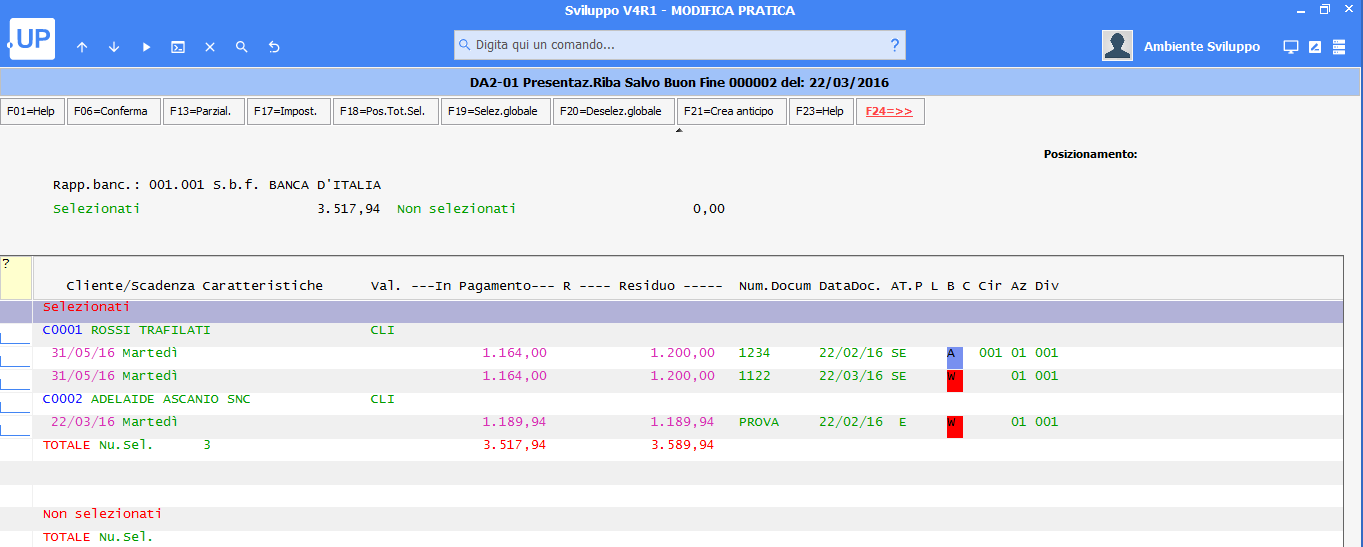 Sviluppo V4R1 - MODIFICA PRATICA
UP
Digita qui un comando... ?
Ambiente Sviluppo
DA2-01 Presentaz.Riba Salvo Buon Fine 000002 del: 22/03/2016
F01=Help F06=Conferma F13=Parzial. F17=Impost. F18=Pos.Tot.Sel. F19=Selez.globale F20=Deselez.globale F21=Crea anticipo F23=Help F24=>>
Posizionamento:
Rapp.banc.: 001.001 S.b.f. BANCA D'ITALIA
Selezionati 3.517,94 Non selezionati 0,00
?
Cliente/Scadenza Caratteristiche Val. ---In Pagamento--- R ---- Residuo ----- Num.Docum DataDoc. AT.P L B C Cir Az Div
Selezionati
C0001 ROSSI TRAFILATI CLI
31/05/16 Martedì 1.164,00 1.200,00 1234 22/02/16 SE A 001 01 001
31/05/16 Martedì 1.164,00 1.200,00 1122 22/03/16 SE W 01 001
C0002 ADELAIDE ASCANIO SNC CLI
22/03/16 Martedì 1.189,94 1.189,94 PROVA 22/02/16 E W 01 001
TOTALE Nu.Sel. 3 3.517,94 3.589,94
Non selezionati
TOTALE Nu.Sel.